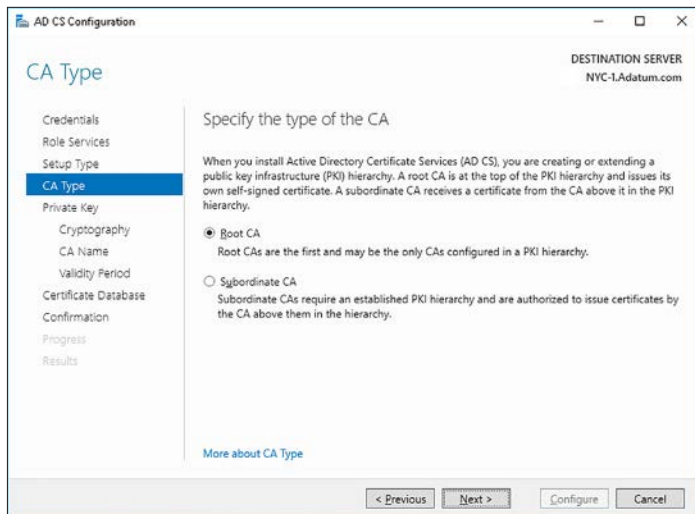 AD CS Configuration
CA Type
DESTINATION SERVER
NYC-1.Adatum.com
Credentials
Role Services
Setup Type
CA Type
Private Key
Cryptography
CA Name
Validity Period
Certificate Database
Confirmation
Progress
Results
Specify the type of the CA
When you install Active Directory Certificate Services (AD CS), you are creating or extending a
public key infrastructure (PKI) hierarchy. A root CA is at the top of the PKI hierarchy and issues its
own self-signed certificate. A subordinate CA receives a certificate from the CA above it in the PKI
hierarchy.
Root CA
Root CAs are the first and may be the only CAs configured in a PKI hierarchy.
Subordinate CA
Subordinate CAs require an established PKI hierarchy and are authorized to issue certificates by
the CA above them in the hierarchy.
More about CA Type
< Previous
Next >
Configure
Cancel